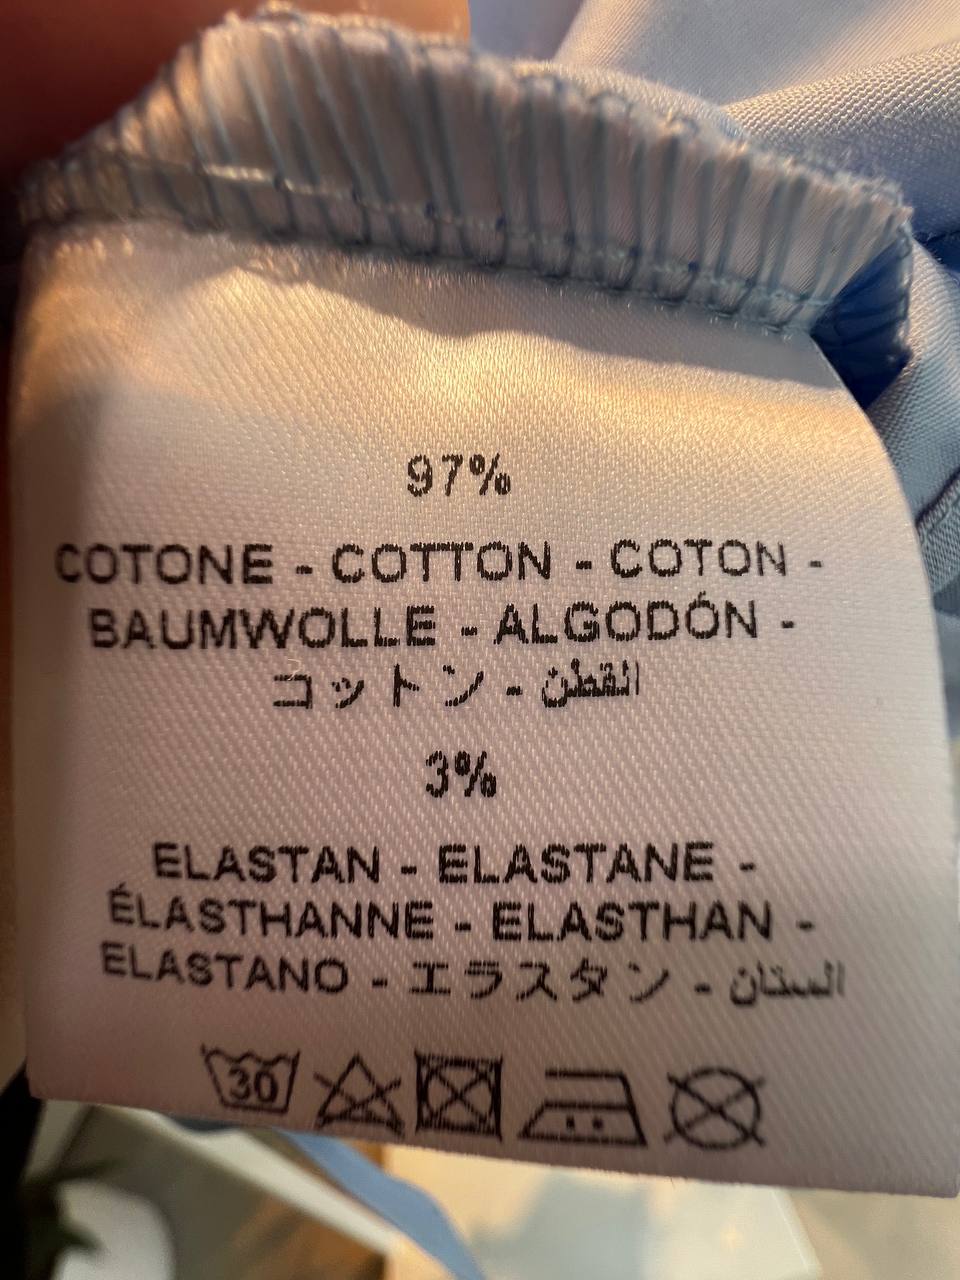 97%
COTONE - COTTON - COTON -
BAUMWOLLE - ALGODÓN -
コットン - القطن
3%
ELASTAN - ELASTANE -
ÉLASTHANNE - ELASTHAN -
ELASTANO - エラスタン - الستان
30